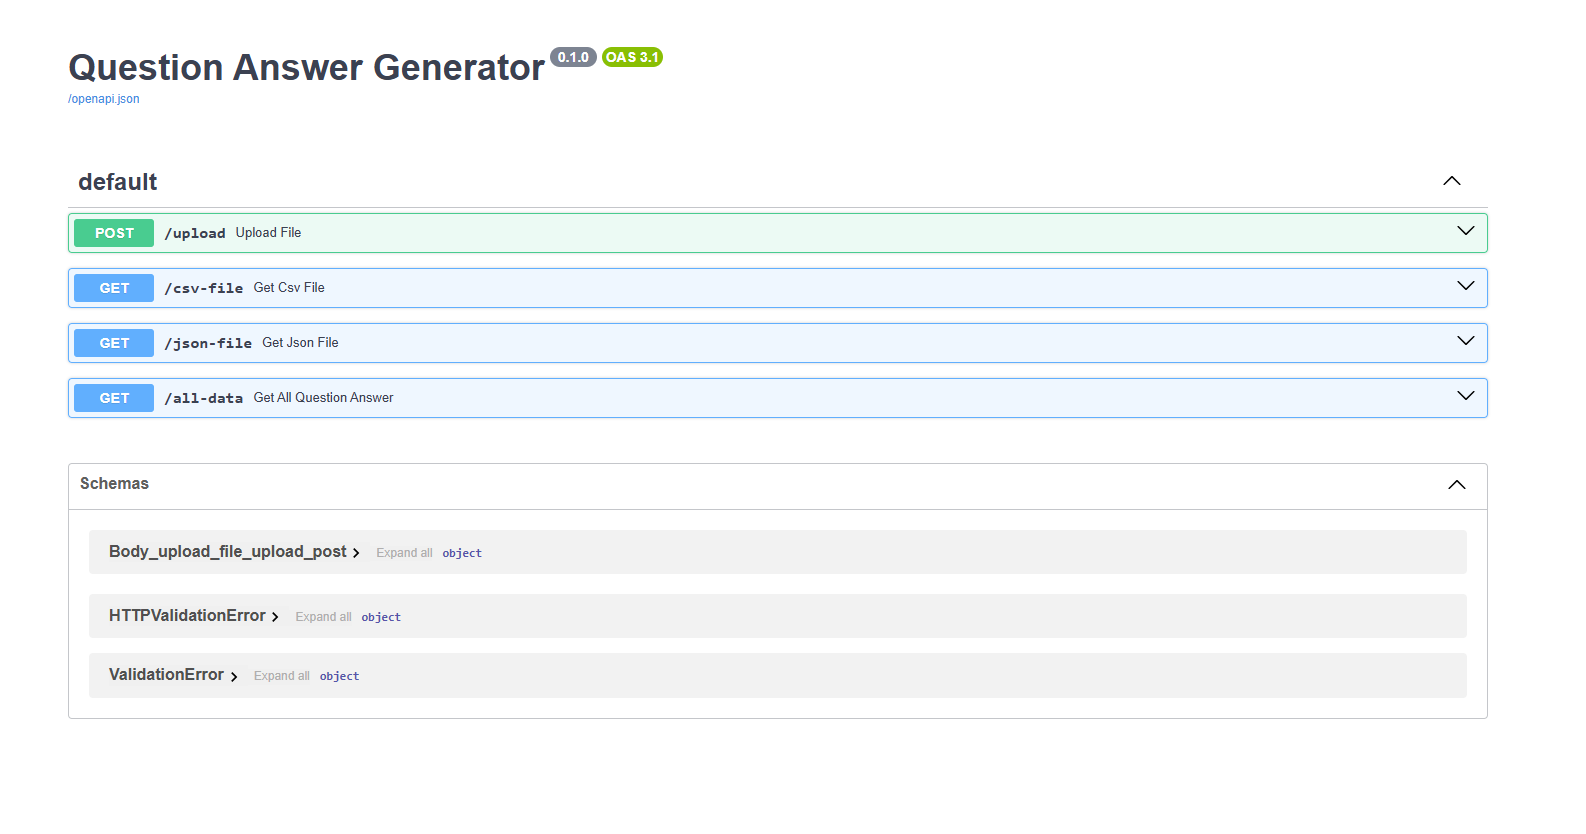 Question Answer Generator 0.1.0 OAS 3.1
/openapi.json
default
POST /upload Upload File
GET /csv-file Get Csv File
GET /json-file Get Json File
GET /all-data Get All Question Answer
Schemas
Body_upload_file_upload_post Expand all object
HTTPValidationError Expand all object
ValidationError Expand all object